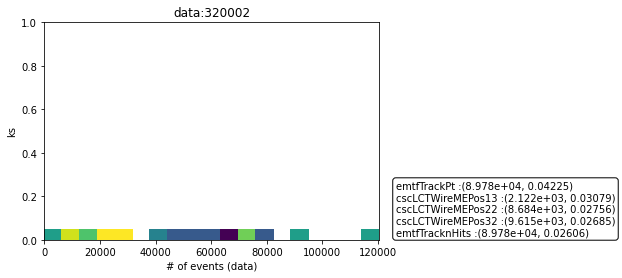 data:320002
1.0
0.8
0.6
0.4
0.2
0.0
ks
0
20000
40000
60000
80000
100000
120000
# of events (data)
emtfTrackPt :(8.978e+04, 0.04225)
cscLCTWireMEPos13 :(2.122e+03, 0.03079)
cscLCTWireMEPos22 :(8.684e+04, 0.02756)
cscLCTWireMEPos32 :(9.615e+03, 0.02685)
emtfTracknHits :(8.978e+04, 0.02606)